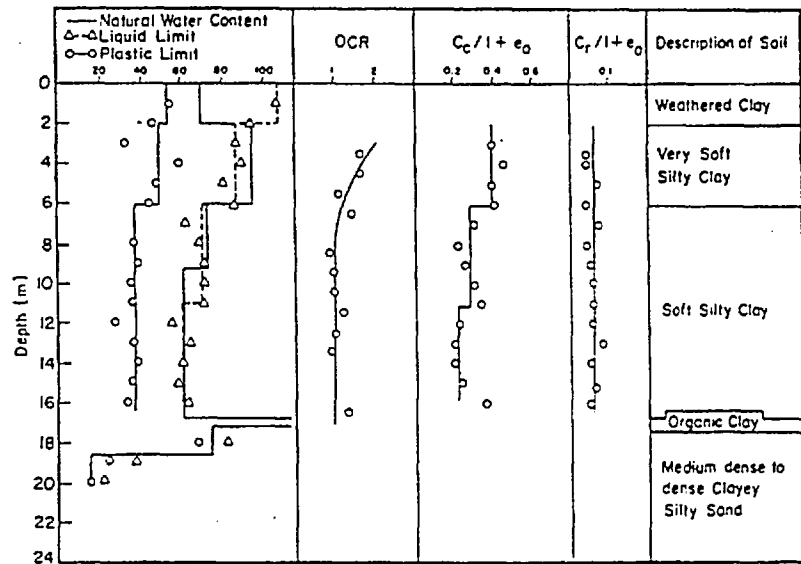 Natural Water Content
Liquid Limit
Plastic Limit
20 40 60 80 100
OCR
1 2
Cc/1+e0
0.2 0.4 0.6
Cr/1+e0
0.1
Description of Soil
Depth (m)
0
2
4
6
8
10
12
14
16
18
20
22
24
Weathered Clay
Very Soft
Silty Clay
Soft Silty Clay
Organic Clay
Medium dense to
dense Clayey
Silty Sand